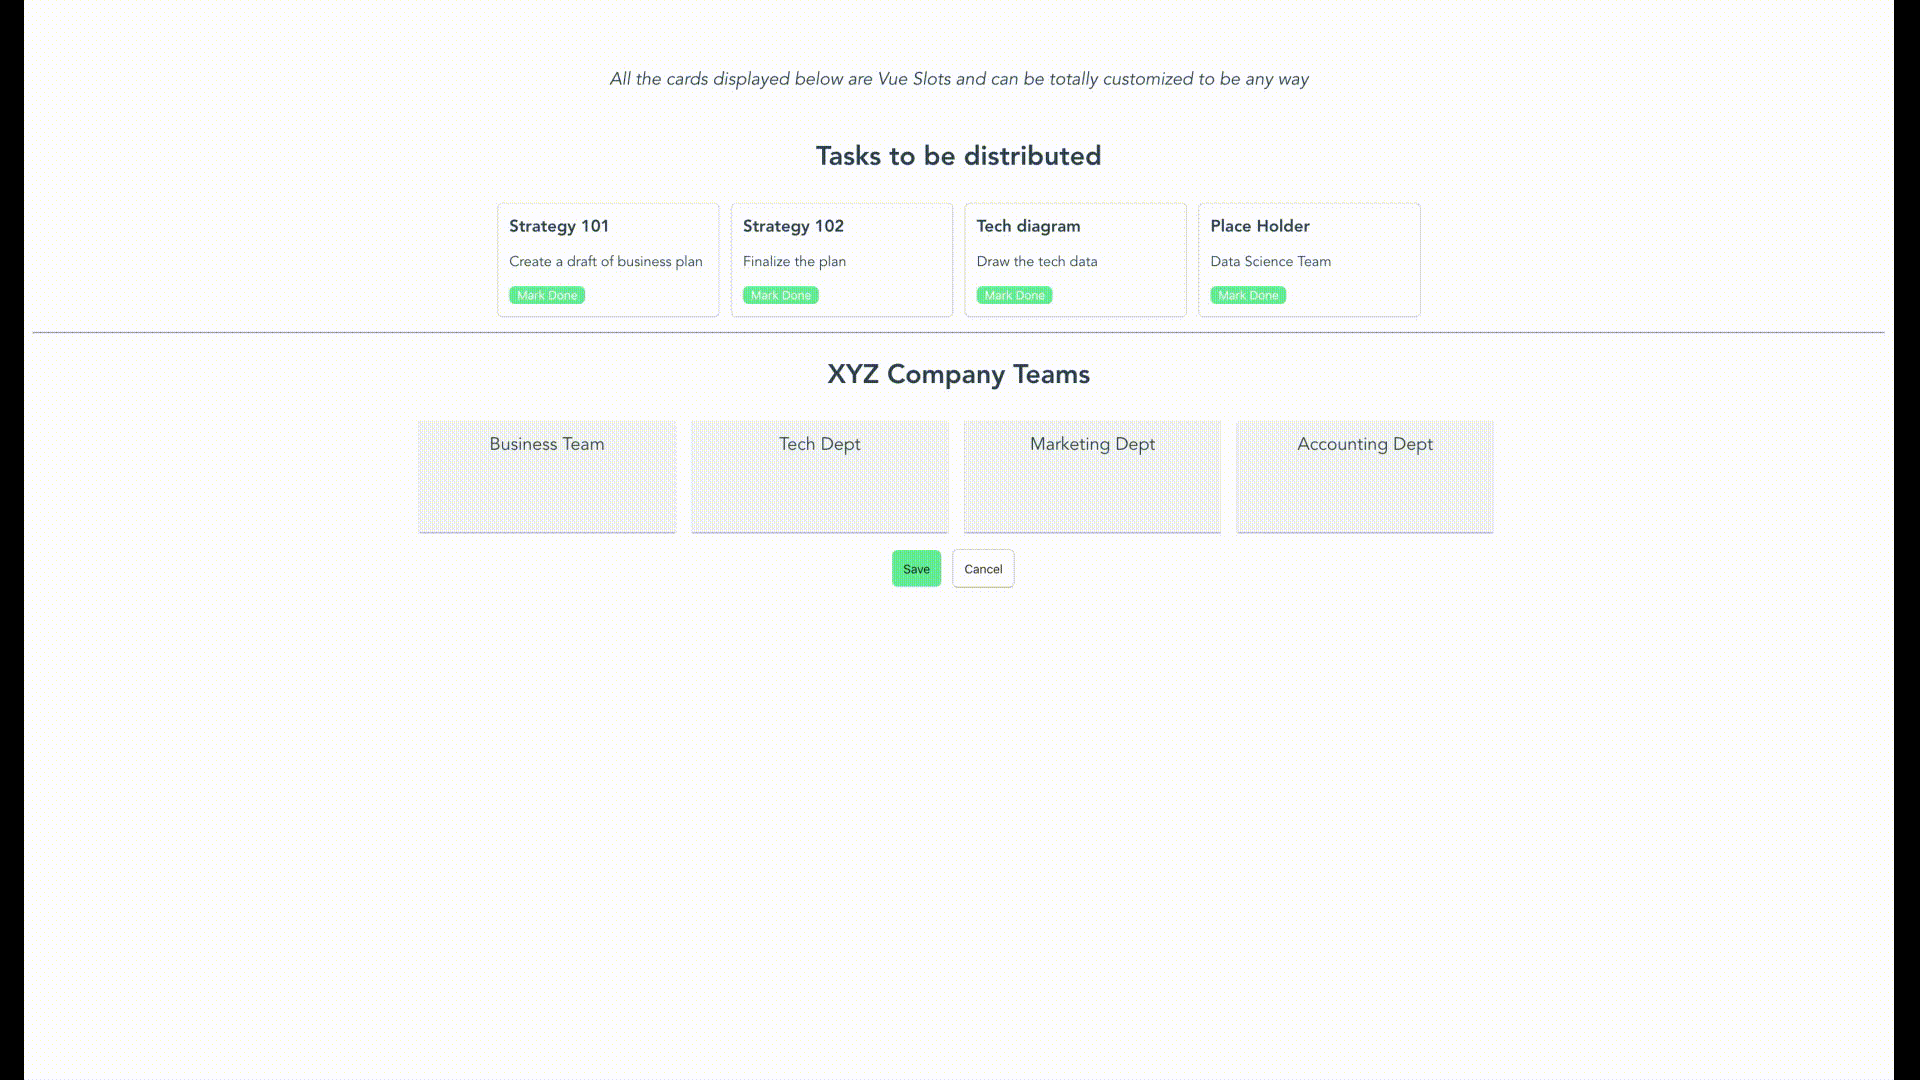 All the cards displayed below are Vue Slots and can be totally customized to be any way
Tasks to be distributed
Strategy 101
Create a draft of business plan
Mark Done
Strategy 102
Finalize the plan
Mark Done
Tech diagram
Draw the tech data
Mark Done
Place Holder
Data Science Team
Mark Done
XYZ Company Teams
Business Team
Tech Dept
Marketing Dept
Accounting Dept
Save
Cancel